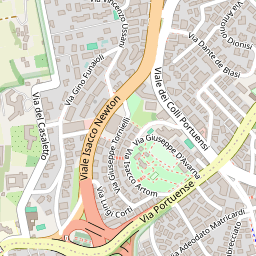 Via Vincenzo Ussani
Via Antonio Dionisi
Via Dante de Blasi
Via Gino Funaioli
Viale dei Colli Portuensi
Via del Casaletto
Viale Isacco Newton
Via Giuseppe Tornielli
Via Giuseppe D'Avarna
Via Isacco Artom
Via Luigi Corti
Via Portuense
Via Adeodato Matricardi